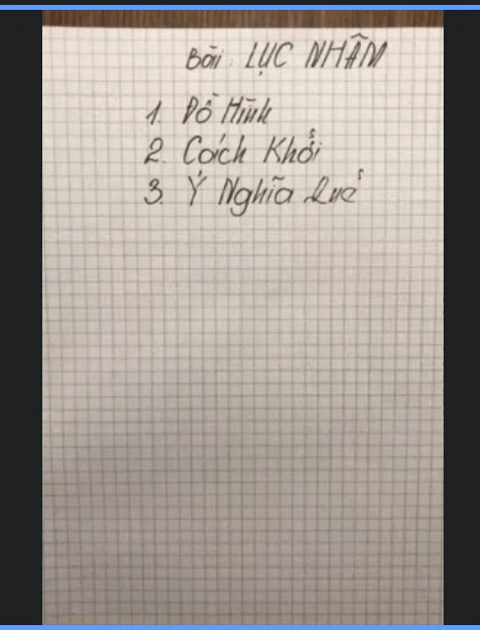 Bài: LỤC NHÂM
1. Đồ Hình
2. Cách Khởi
3. Ý Nghĩa Quẻ